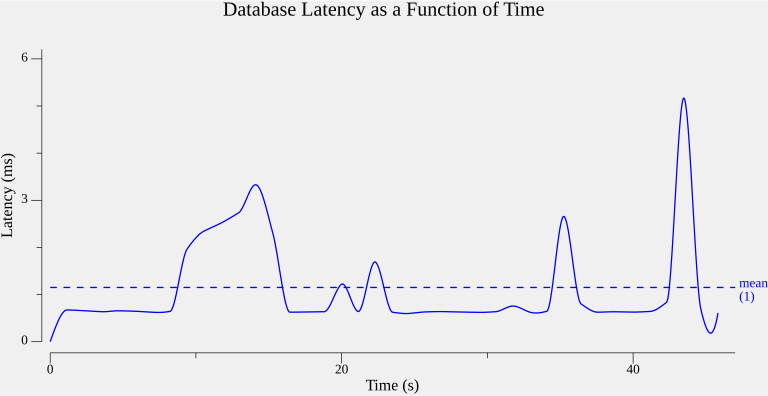 Database Latency as a Function of Time
6
3
0
Latency (ms)
mean
(1)
0
20
40
Time (s)